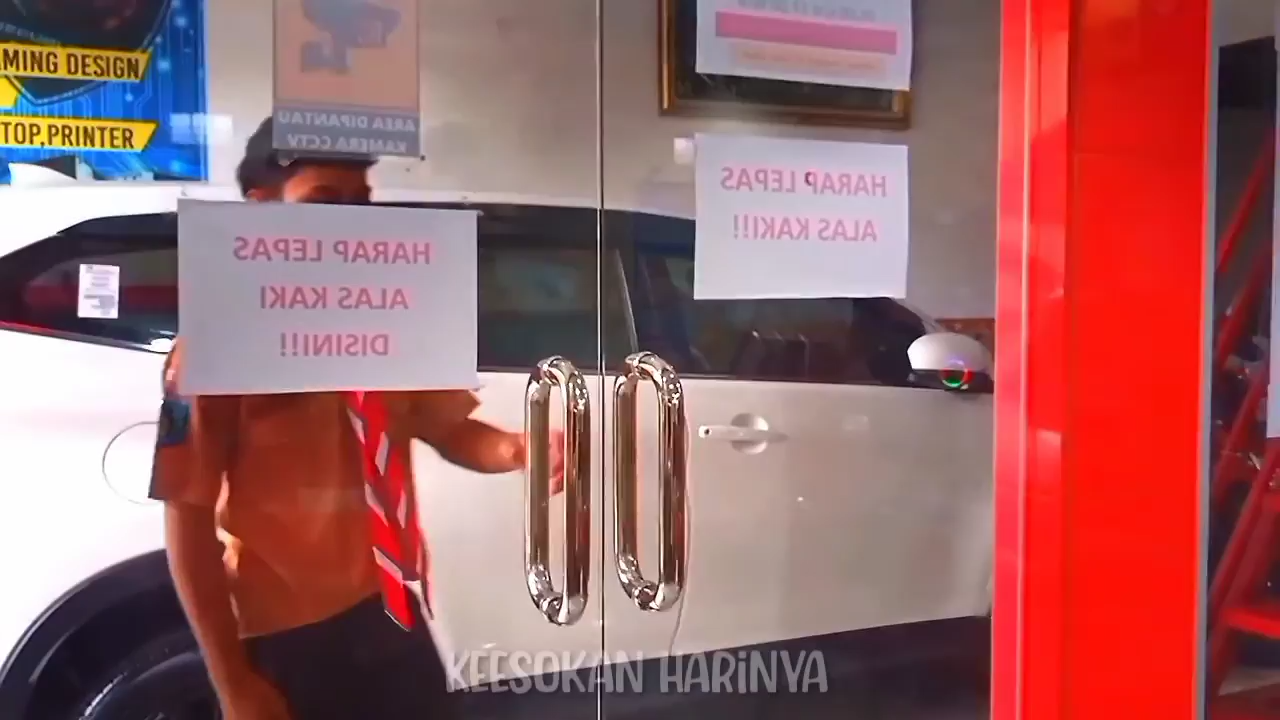 AMING DESIGN
TOP,PRINTER
AREA DIPANTAU
KAMERA CCTV
HARAP LEPAS
ALAS KAKI!!!
HARAP LEPAS
ALAS KAKI
DISINI!!!
KEESOKAN HARiNYA